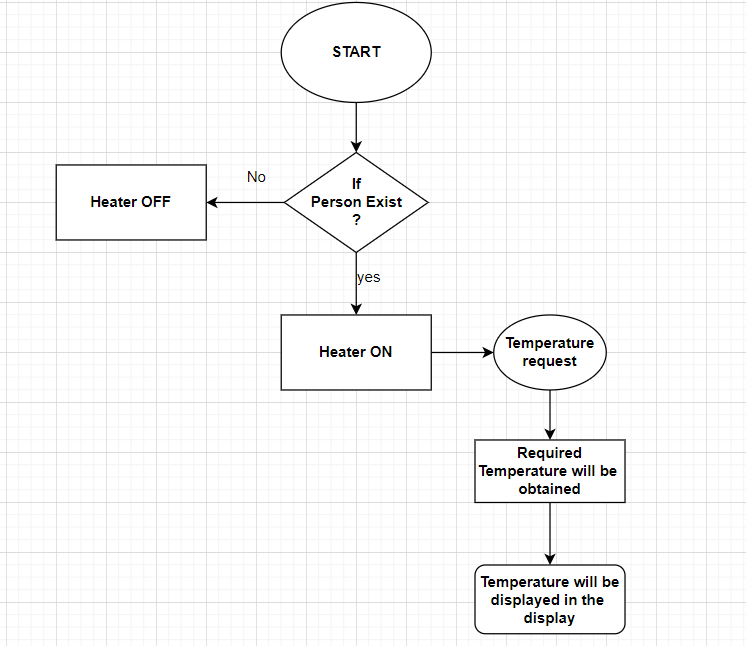 START
No
If
Person Exist
?
Heater OFF
yes
Heater ON
Temperature
request
Required
Temperature will be
obtained
Temperature will be
displayed in the
display